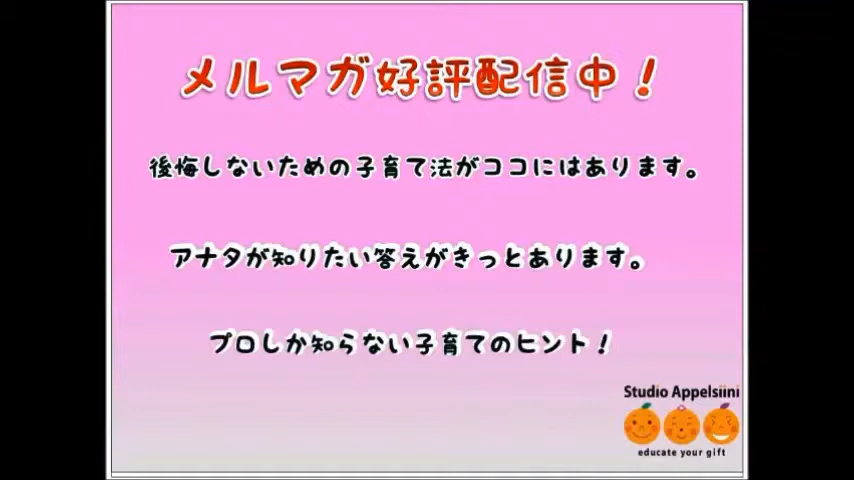 メルマガ好評配信中！
後悔しないための子育て法がココにはあります。
アナタが知りたい答えがきっとあります。
プロしか知らない子育てのヒント！
Studio Appelsiini
educate your gift